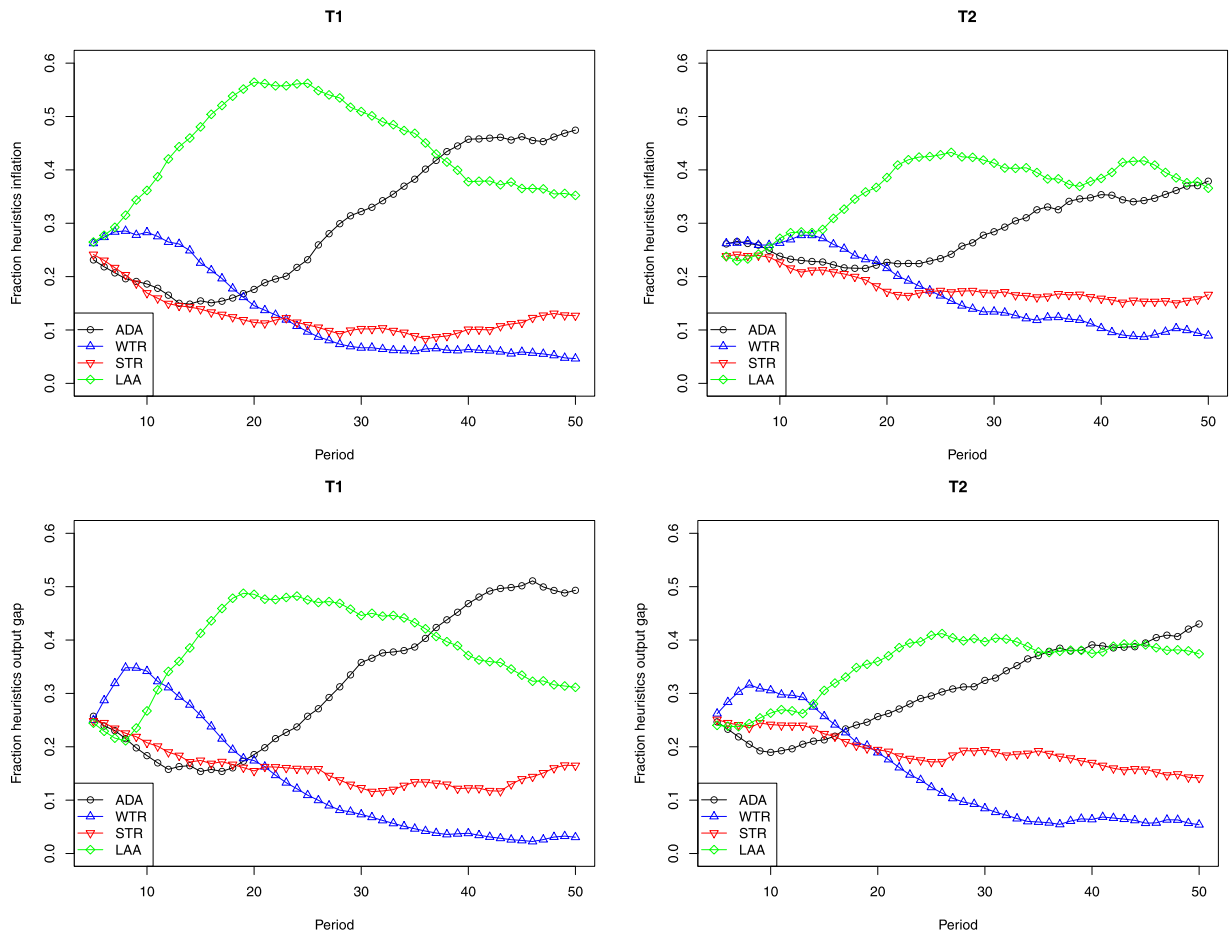 T1
Fraction heuristics inflation
0.0 0.1 0.2 0.3 0.4 0.5 0.6
ADA
WTR
STR
LAA
10 20 30 40 50
Period
T2
Fraction heuristics inflation
0.0 0.1 0.2 0.3 0.4 0.5 0.6
ADA
WTR
STR
LAA
10 20 30 40 50
Period
T1
Fraction heuristics output gap
0.0 0.1 0.2 0.3 0.4 0.5 0.6
ADA
WTR
STR
LAA
10 20 30 40 50
Period
T2
Fraction heuristics output gap
0.0 0.1 0.2 0.3 0.4 0.5 0.6
ADA
WTR
STR
LAA
10 20 30 40 50
Period